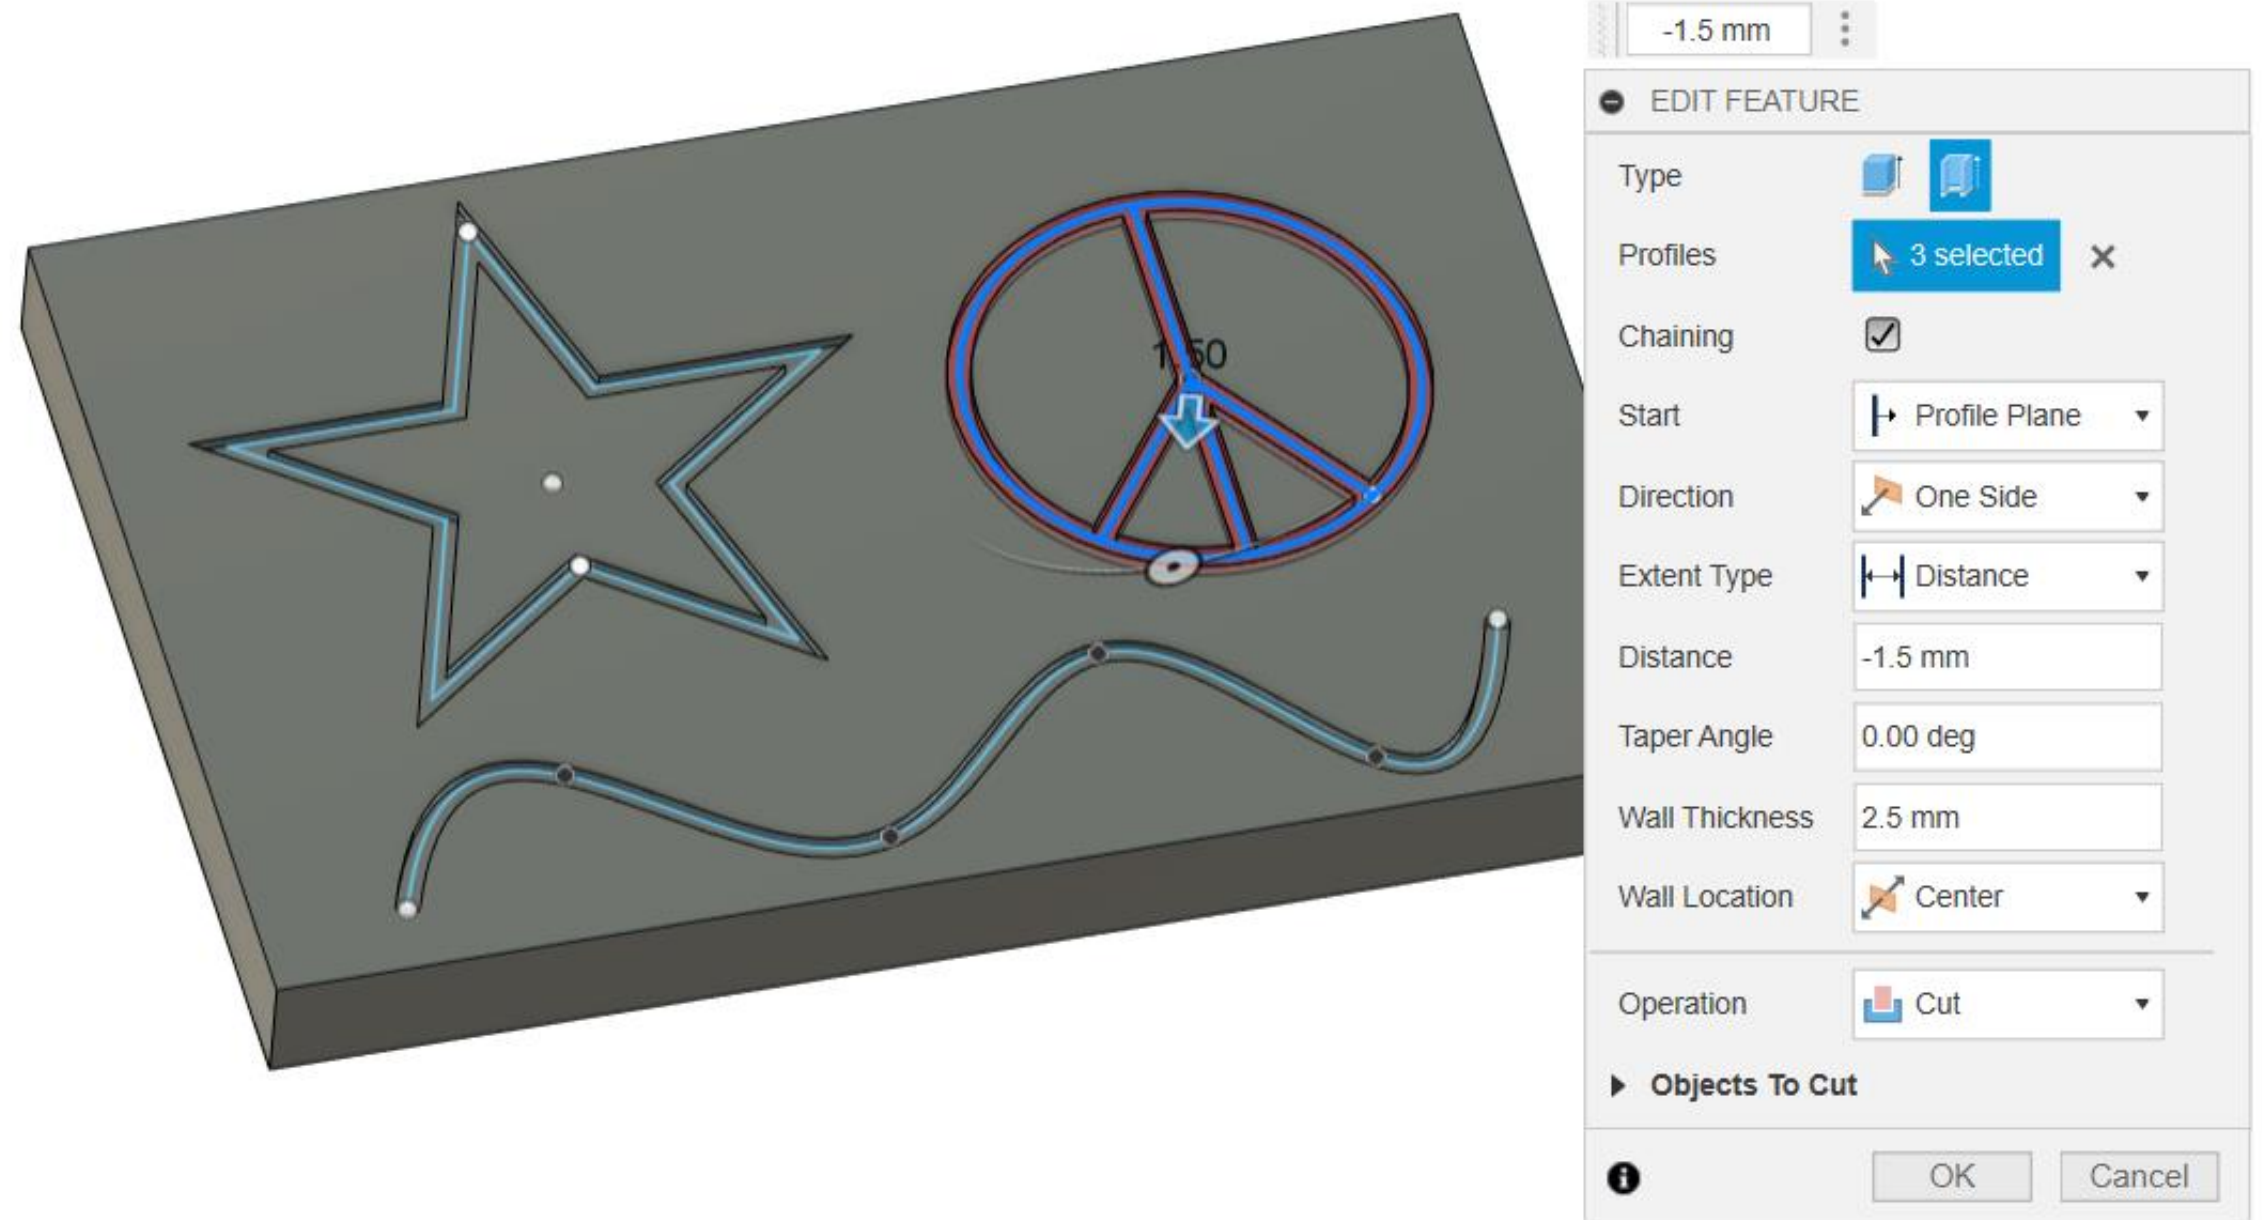 -1.5 mm
EDIT FEATURE
Type
Profiles 3 selected
Chaining
Start Profile Plane
Direction One Side
Extent Type Distance
Distance -1.5 mm
Taper Angle 0.00 deg
Wall Thickness 2.5 mm
Wall Location Center
Operation Cut
Objects To Cut
OK Cancel